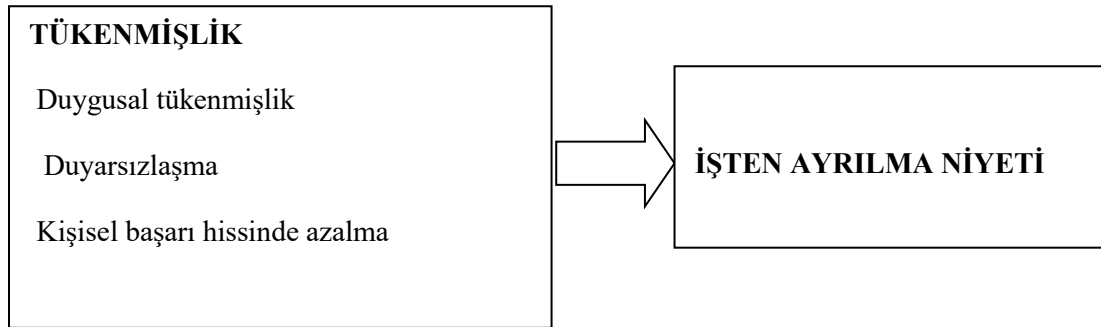 TÜKENMİŞLİK
Duygusal tükenmişlik
Duyarsızlaşma
Kişisel başarı hissinde azalma
İŞTEN AYRILMA NİYETİ